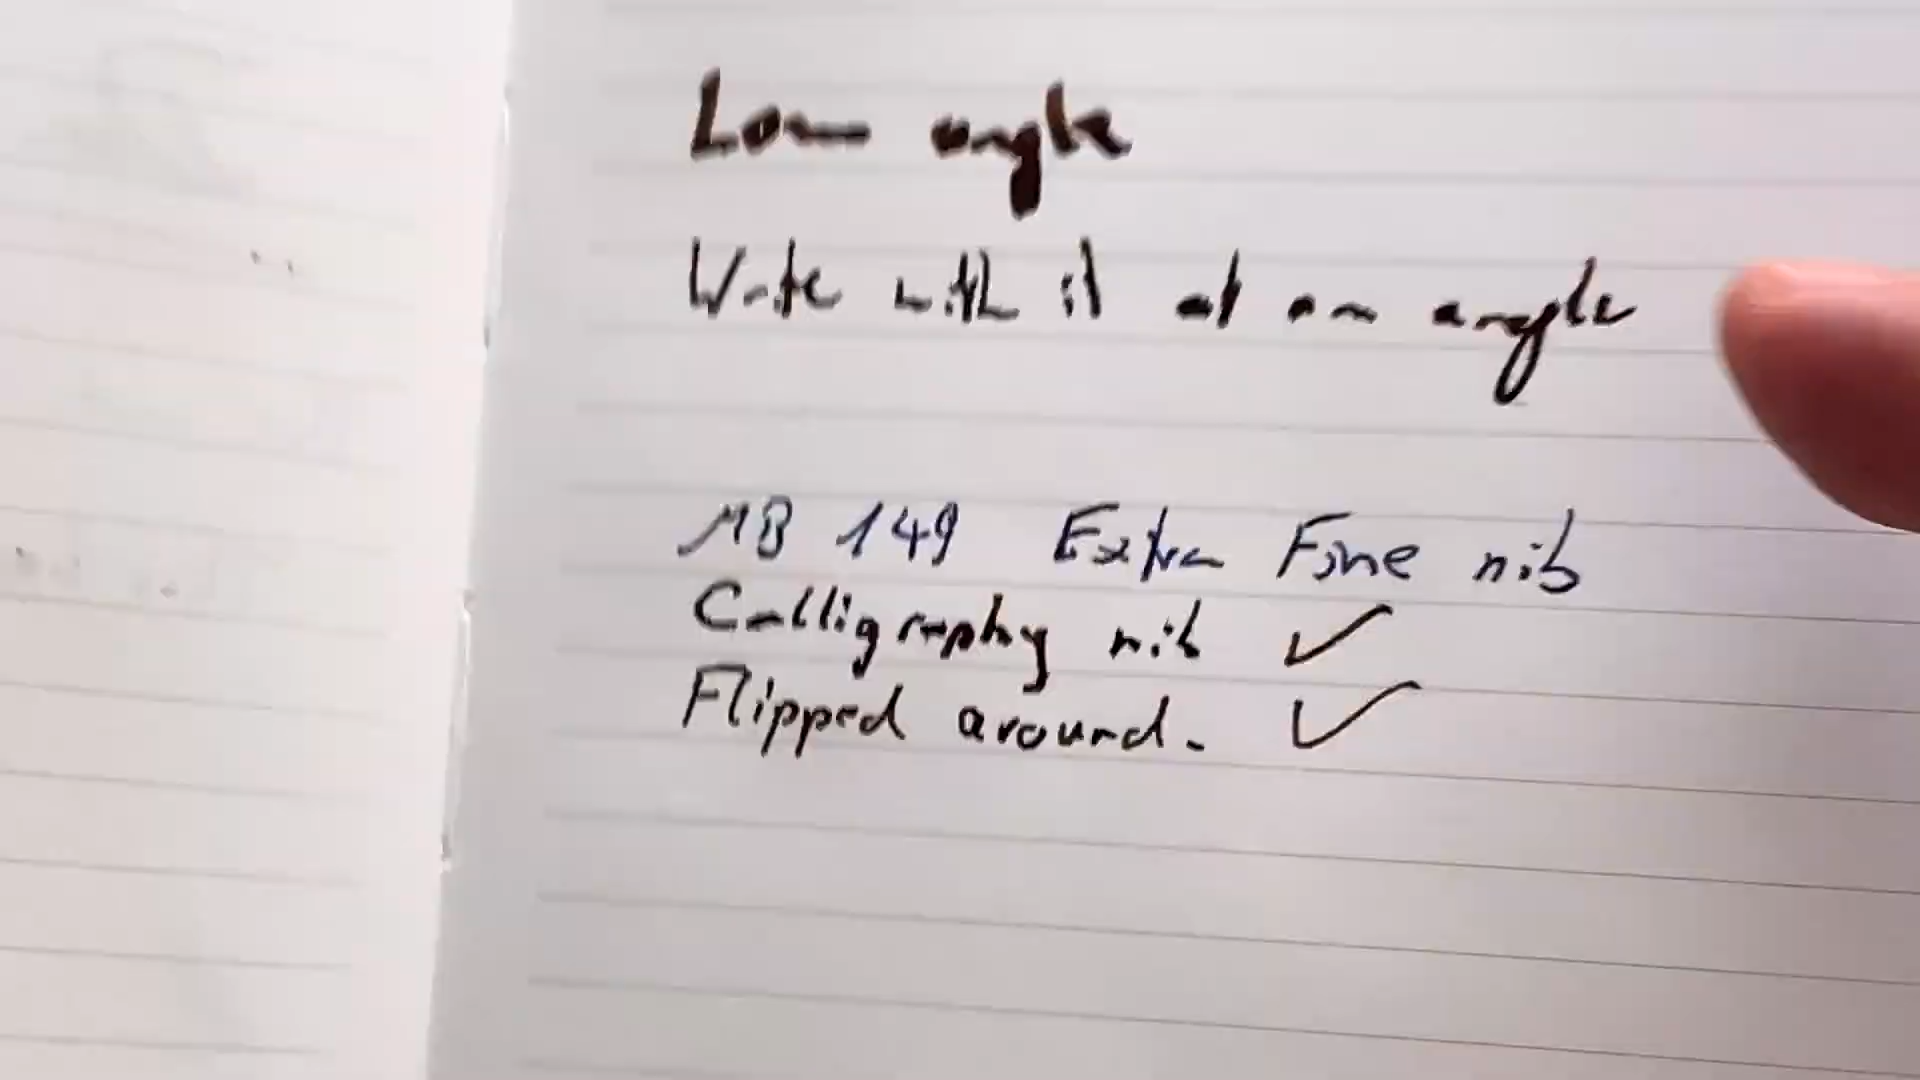 Low angle
Write with it at an angle
MB 149 Extra Fine nib
Calligraphy nib ✓
Flipped around. ✓